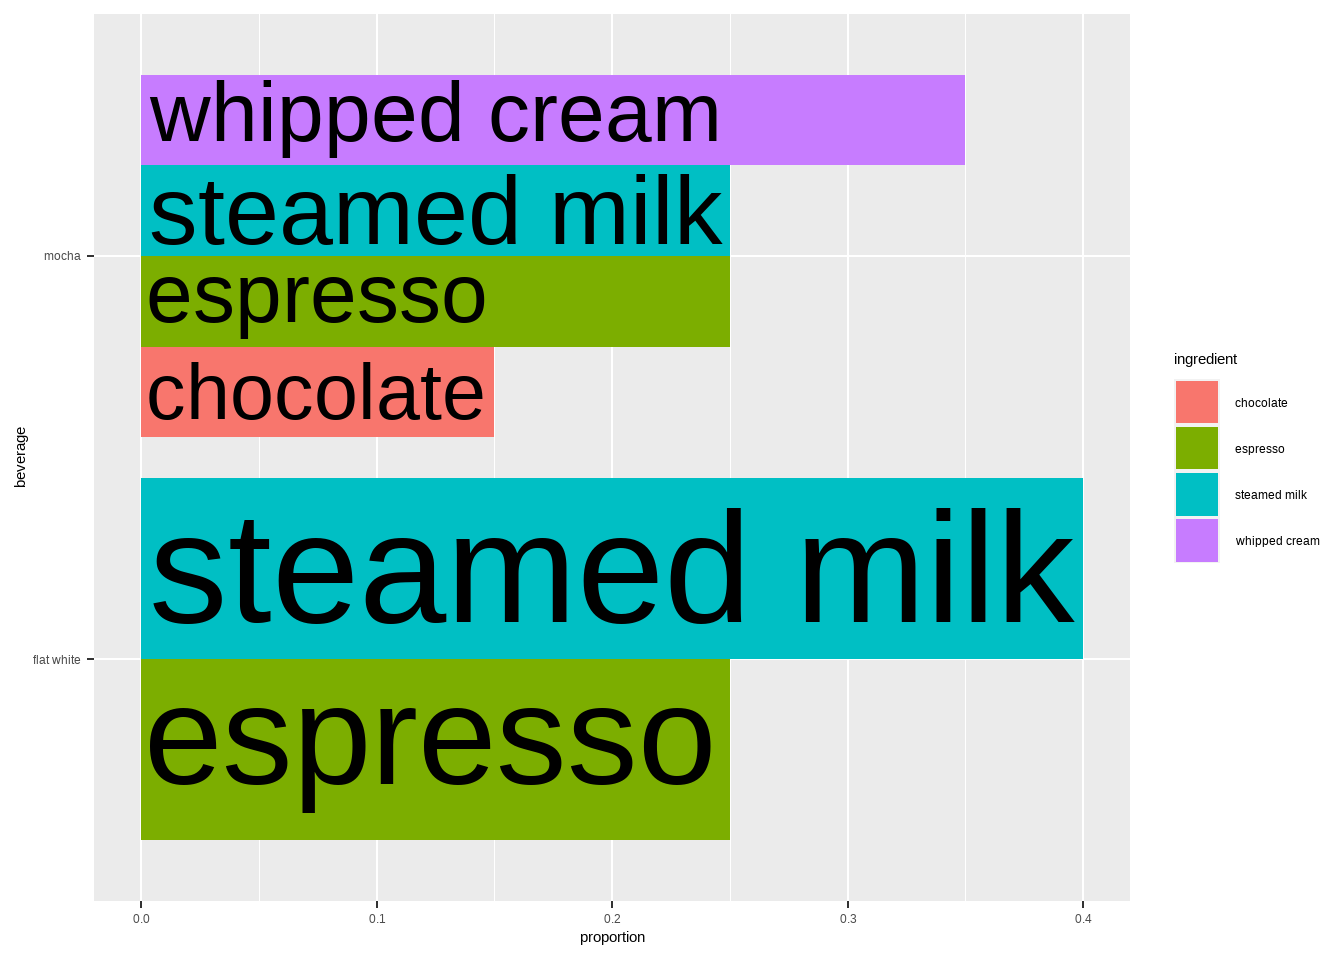 whipped cream
steamed milk
mocha
espresso
chocolate
ingredient
chocolate
espresso
steamed milk
whipped cream
beverage
steamed milk
flat white
espresso
0.0 0.1 0.2 0.3 0.4
proportion